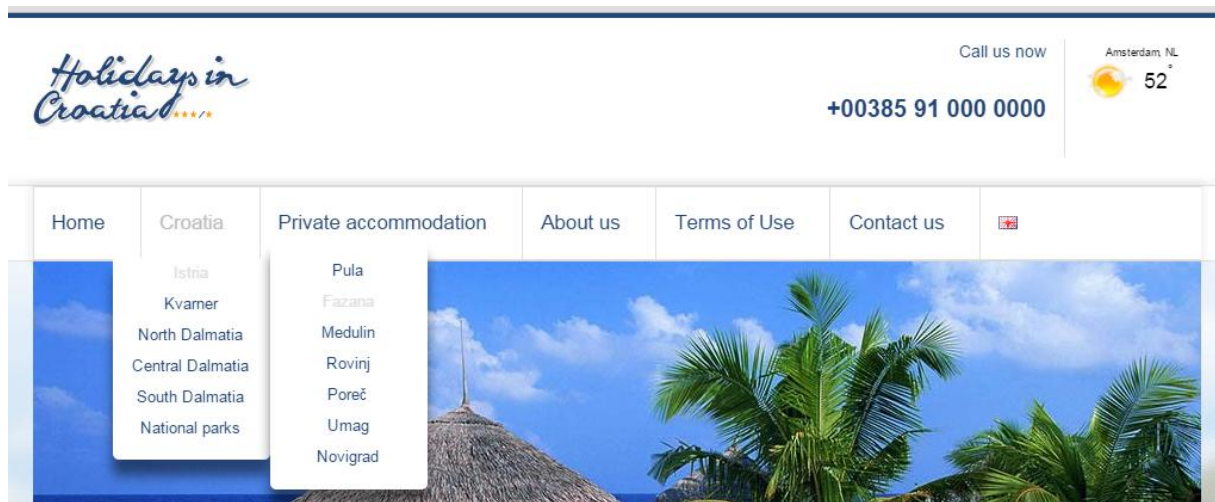 Holidays in
Croatia
Call us now
+00385 91 000 0000
Amsterdam, NL
52°
Home
Croatia
Private accommodation
About us
Terms of Use
Contact us
Istria
Kvarner
North Dalmatia
Central Dalmatia
South Dalmatia
National parks
Pula
Fazana
Medulin
Rovinj
Poreč
Umag
Novigrad